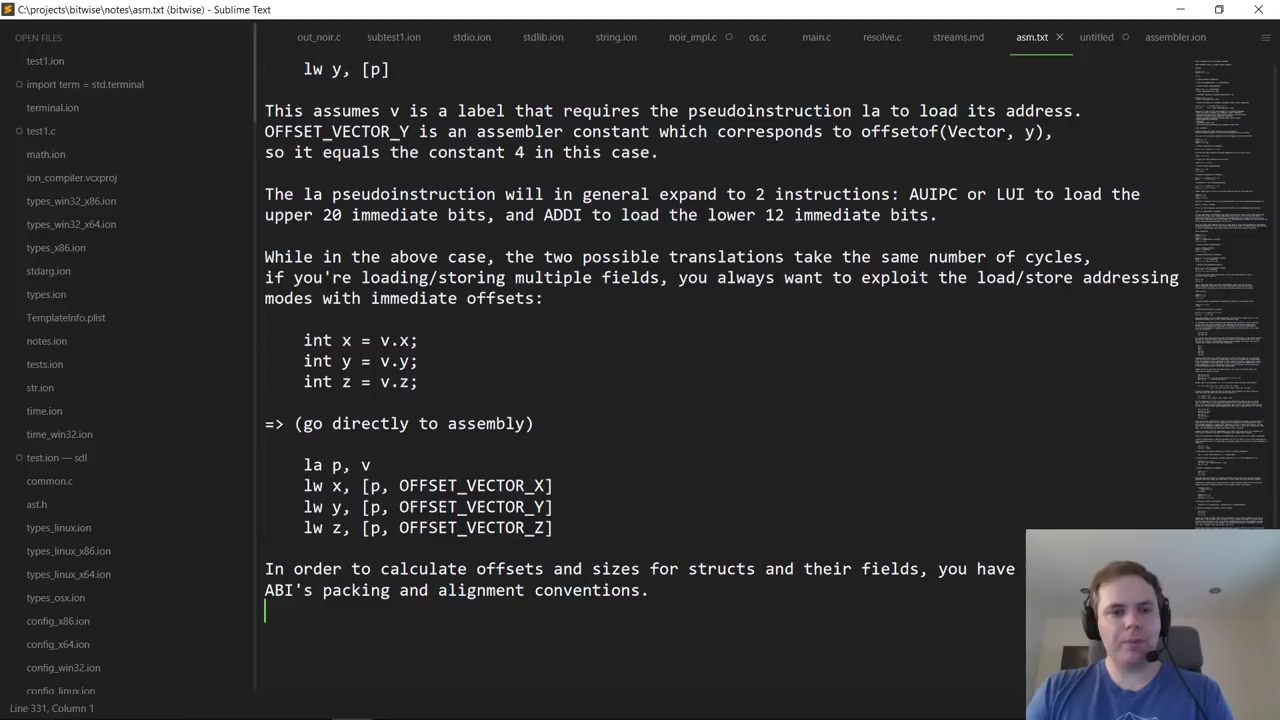 C:\projects\bitwise\notes\asm.txt (bitwise) - Sublime Text
out_noir.c subtest1.ion stdio.ion stdlib.ion string.ion noir_impl.c os.c main.c resolve.c streams.md asm.txt untitled assembler.ion
OPEN FILES
test1.ion
import term = std.terminal
terminal.ion
test1.c
math.ion
ion_compiler.vcxproj
types_win32_x86.ion
types_win32_x64.ion
types_x86.ion
stdarg.ion
types.ion
TemplateInfo.plist
notes.ion
tests.ion
str.ion
time.ion
time_win32.ion
test.ion — sdl
common.c
ast.h
types_linux.ion
types_linux_x86.ion
types_linux_x64.ion
types_osx.ion
config_x86.ion
config_x64.ion
config_win32.ion
config_linux.ion
lw y, [p]
This assumes v is a label that rquires the pseudoinstruction la to load its address.
OFFSET_VECTOR_Y is an assembler constant which corresponds to offsetof(Vector, y),
so it equals the constant 4 in this case.
The la pseudoinstruction will in general expand to 2 instructions: AUIPC or LUI to load the
upper 20 immediate bits, and ADDI to load the lower 12 immediate bits.
While in the above case the two possible translations take the same number of cycles,
if you're loading/storing multiple fields, you always want to exploit the load/store addressing
modes with immediate offsets:
int x = v.x;
int y = v.y;
int z = v.z;
=> (go directly to assembly)
la p, v
lw x, [p, OFFSET_VECTOR_X]
lw y, [p, OFFSET_VECTOR_Y]
lw z, [p, OFFSET_VECTOR_Z]
In order to calculate offsets and sizes for structs and their fields, you have
ABI's packing and alignment conventions.
Line 331, Column 1